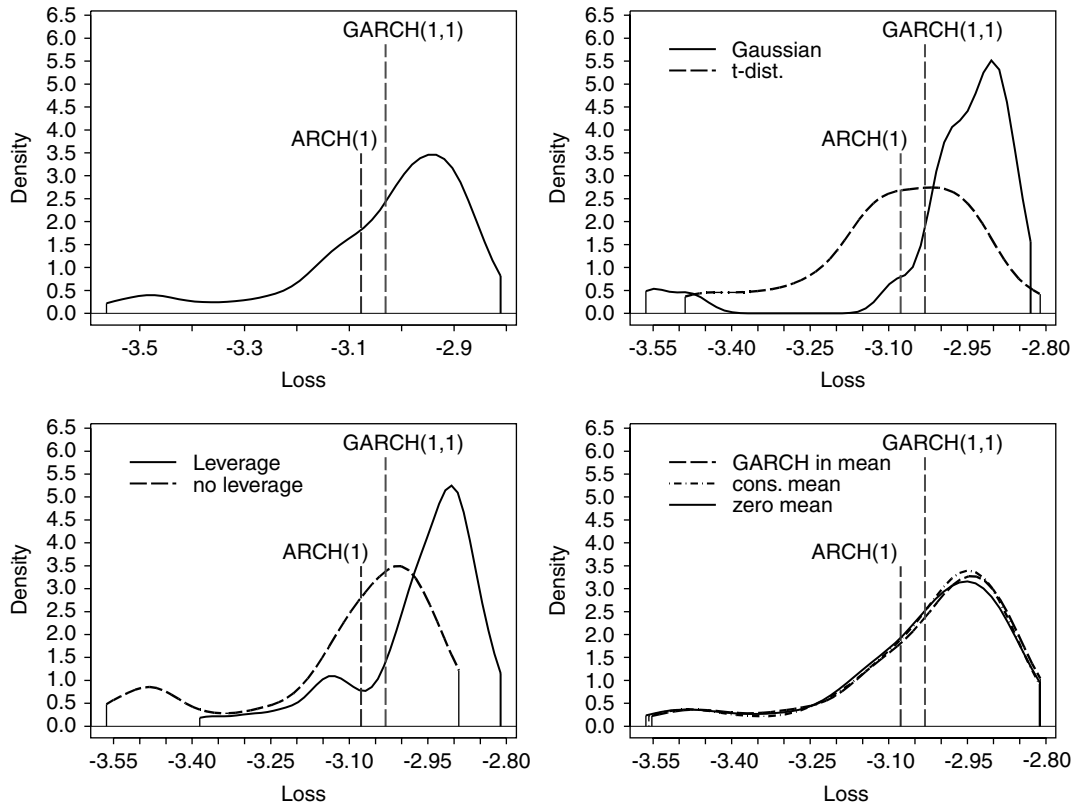 6.5
6.0
5.5
5.0
4.5
4.0
3.5
3.0
2.5
2.0
1.5
1.0
0.5
0.0
Density
GARCH(1,1)
ARCH(1)
-3.5 -3.3 -3.1 -2.9
Loss
6.5
6.0
5.5
5.0
4.5
4.0
3.5
3.0
2.5
2.0
1.5
1.0
0.5
0.0
Density
GARCH(1,1)
Gaussian
t-dist.
ARCH(1)
-3.55 -3.40 -3.25 -3.10 -2.95 -2.80
Loss
6.5
6.0
5.5
5.0
4.5
4.0
3.5
3.0
2.5
2.0
1.5
1.0
0.5
0.0
Density
GARCH(1,1)
Leverage
no leverage
ARCH(1)
-3.55 -3.40 -3.25 -3.10 -2.95 -2.80
Loss
6.5
6.0
5.5
5.0
4.5
4.0
3.5
3.0
2.5
2.0
1.5
1.0
0.5
0.0
Density
GARCH(1,1)
GARCH in mean
cons. mean
zero mean
ARCH(1)
-3.55 -3.40 -3.25 -3.10 -2.95 -2.80
Loss